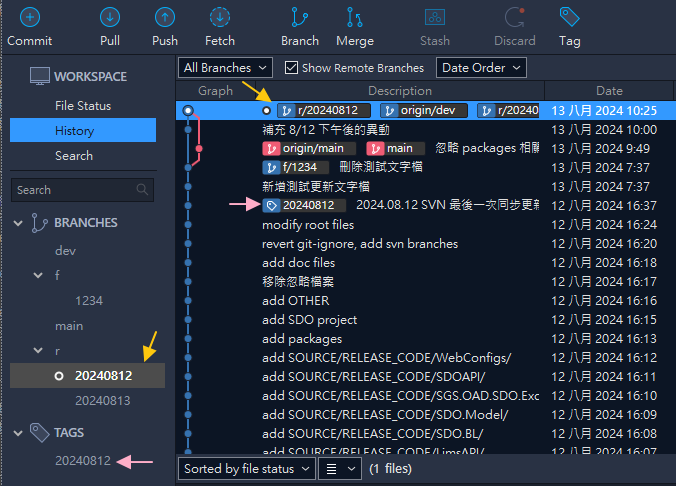 Commit Pull Push Fetch Branch Merge Stash Discard Tag
WORKSPACE
File Status
History
Search
Search
BRANCHES
dev
f
1234
main
r
20240812
20240813
TAGS
20240812
All Branches Show Remote Branches Date Order
Graph Description Date
r/20240812 origin/dev r/20240 13 八月 2024 10:25
補充 8/12 下午後的異動 13 八月 2024 10:00
origin/main main 忽略 packages 相關 13 八月 2024 9:49
f/1234 刪除測試文字檔 13 八月 2024 7:37
新增測試更新文字檔 13 八月 2024 7:37
20240812 2024.08.12 SVN 最後一次同步更新 12 八月 2024 16:37
modify root files 12 八月 2024 16:24
revert git-ignore, add svn branches 12 八月 2024 16:20
add doc files 12 八月 2024 16:18
移除忽略檔案 12 八月 2024 16:17
add OTHER 12 八月 2024 16:16
add SDO project 12 八月 2024 16:15
add packages 12 八月 2024 16:13
add SOURCE/RELEASE_CODE/WebConfigs/ 12 八月 2024 16:12
add SOURCE/RELEASE_CODE/SDOAPI/ 12 八月 2024 16:11
add SOURCE/RELEASE_CODE/SGS.OAD.SDO.Exc 12 八月 2024 16:10
add SOURCE/RELEASE_CODE/SDO.Model/ 12 八月 2024 16:09
add SOURCE/RELEASE_CODE/SDO.BL/ 12 八月 2024 16:08
add SOURCE/RELEASE_CODE/LimsAPI/ 12 八月 2024 16:07
Sorted by file status (1 files)